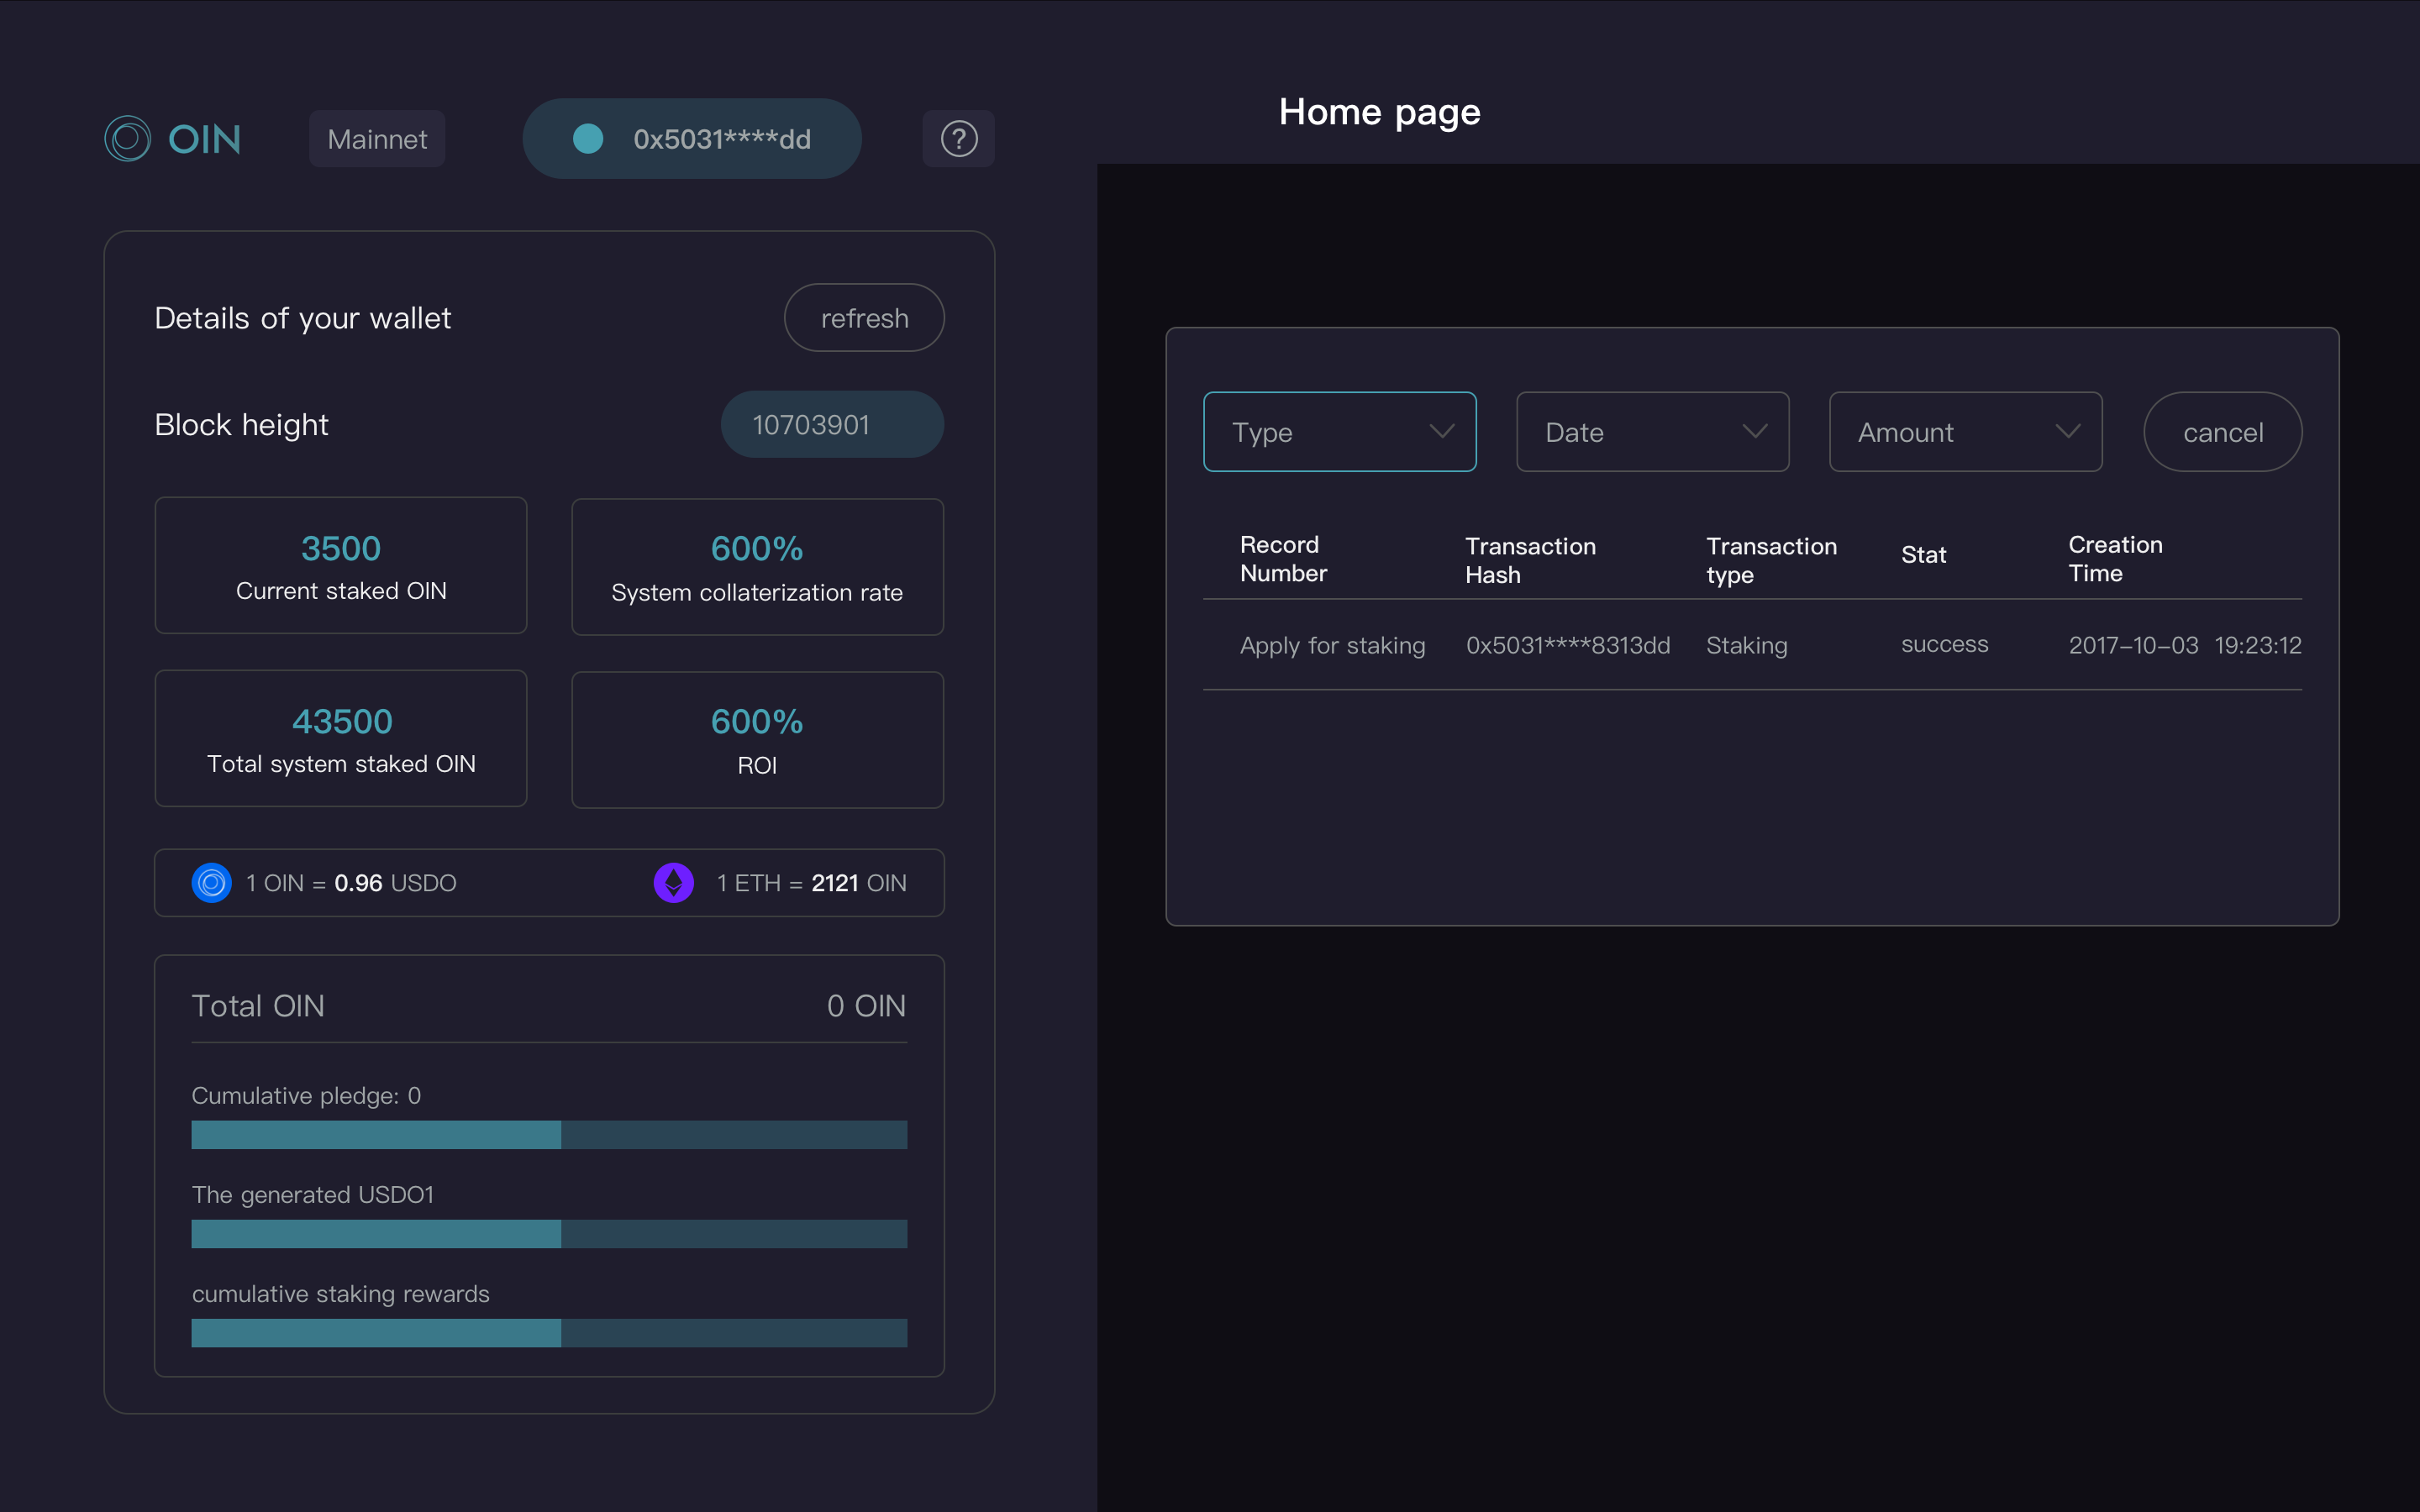 OIN
Mainnet
0x5031****dd
?
Details of your wallet
refresh
Block height
10703901
3500
Current staked OIN
600%
System collaterization rate
43500
Total system staked OIN
600%
ROI
1 OIN = 0.96 USDO
1 ETH = 2121 OIN
Total OIN
0 OIN
Cumulative pledge: 0
The generated USDO1
cumulative staking rewards
Home page
Type
Date
Amount
cancel
Record
Number
Transaction
Hash
Transaction
type
Stat
Creation
Time
Apply for staking
0x5031****8313dd
Staking
success
2017-10-03 19:23:12